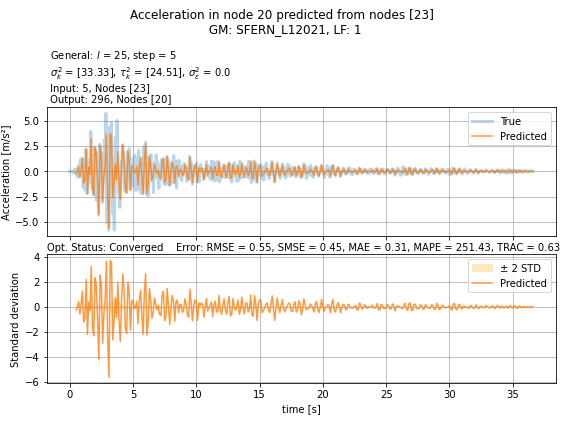 Acceleration in node 20 predicted from nodes [23]
GM: SFERN_L12021, LF: 1
General: l = 25, step = 5
σ²ₖ = [33.33], τ²ₖ = [24.51], σ²ε = 0.0
Input: 5, Nodes [23]
Output: 296, Nodes [20]
True
Predicted
Acceleration [m/s²]
5.0
2.5
0.0
−2.5
−5.0
Opt. Status: Converged Error: RMSE = 0.55, SMSE = 0.45, MAE = 0.31, MAPE = 251.43, TRAC = 0.63
± 2 STD
Predicted
Standard deviation
4
2
0
−2
−4
−6
0 5 10 15 20 25 30 35
time [s]